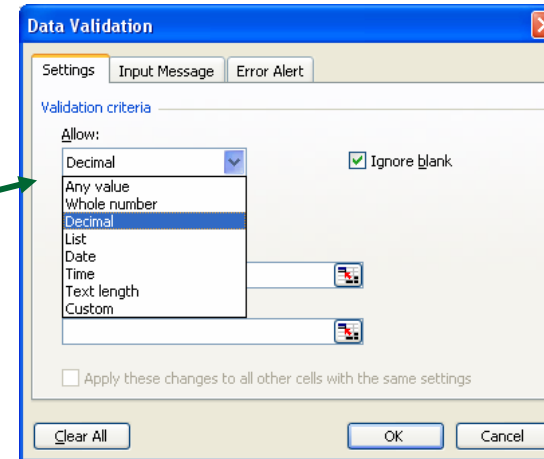 Data Validation
Settings Input Message Error Alert
Validation criteria
Allow:
Decimal Ignore blank
Any value
Whole number
Decimal
List
Date
Time
Text length
Custom
Apply these changes to all other cells with the same settings
Clear All OK Cancel